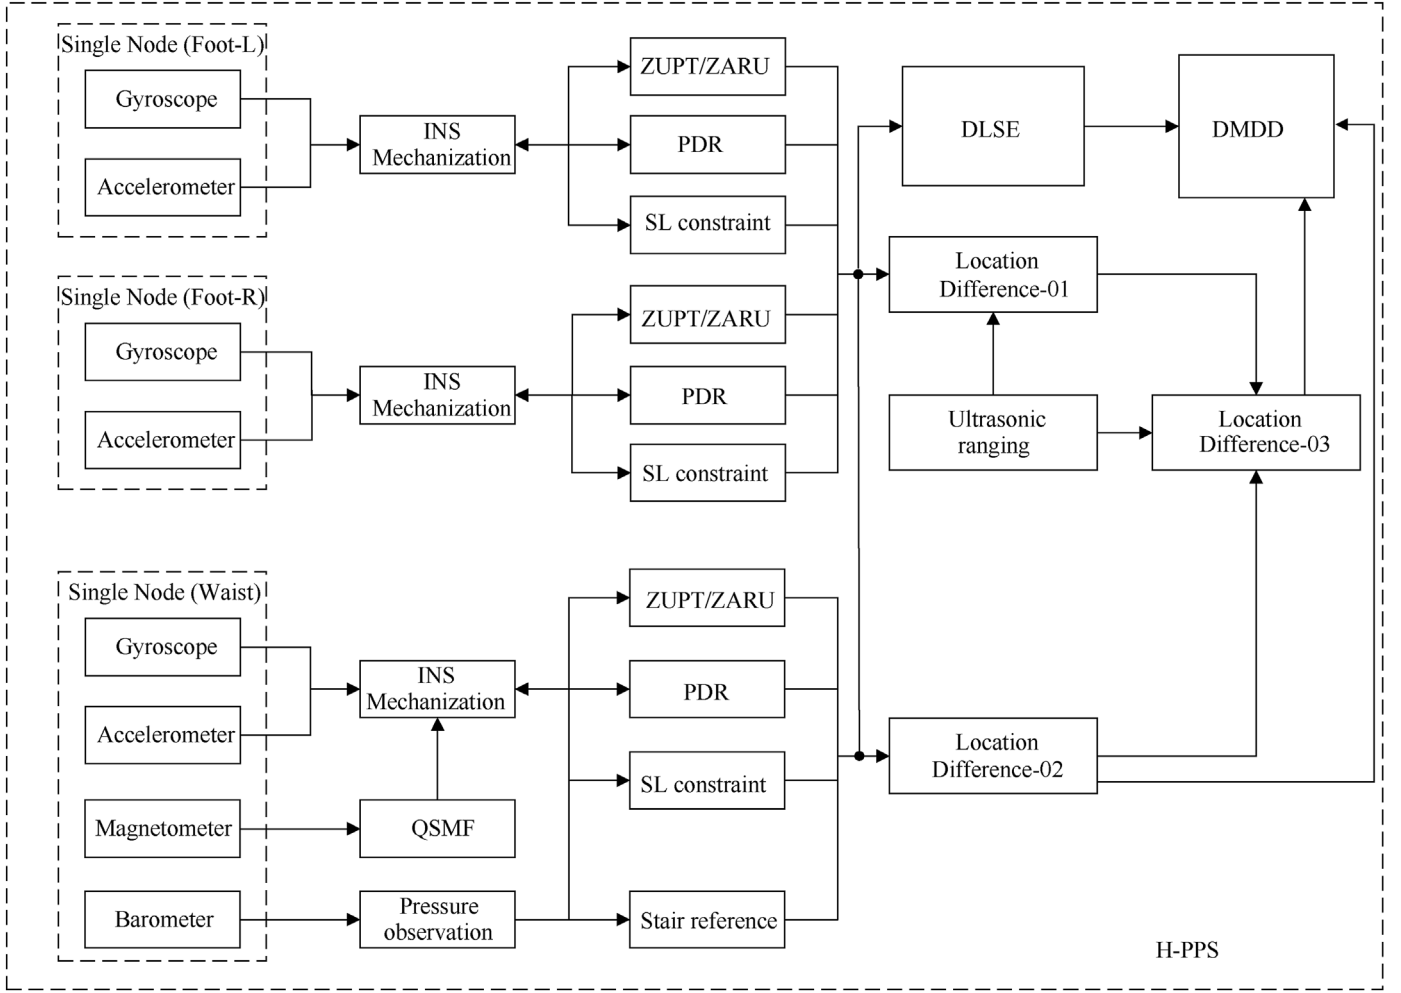 Single Node (Foot-L)
Gyroscope
Accelerometer
INS
Mechanization
ZUPT/ZARU
PDR
SL constraint
Single Node (Foot-R)
Gyroscope
Accelerometer
INS
Mechanization
ZUPT/ZARU
PDR
SL constraint
Single Node (Waist)
Gyroscope
Accelerometer
Magnetometer
Barometer
INS
Mechanization
QSMF
Pressure
observation
ZUPT/ZARU
PDR
SL constraint
Stair reference
DLSE
DMDD
Location
Difference-01
Ultrasonic
ranging
Location
Difference-03
Location
Difference-02
H-PPS